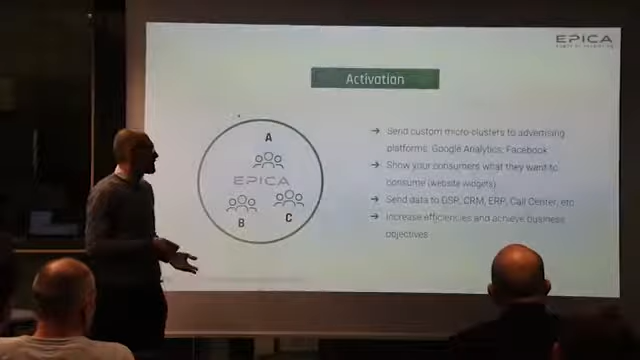 EPICA
Activation
A
EPICA
B
C
→ Send custom micro-clusters to advertising
platforms: Google Analytics, Facebook
→ Show your consumers what they want to
consume (website widgets)
→ Send data to DSP, CRM, ERP, Call Center, etc
→ Increase efficiencies and achieve business
objectives